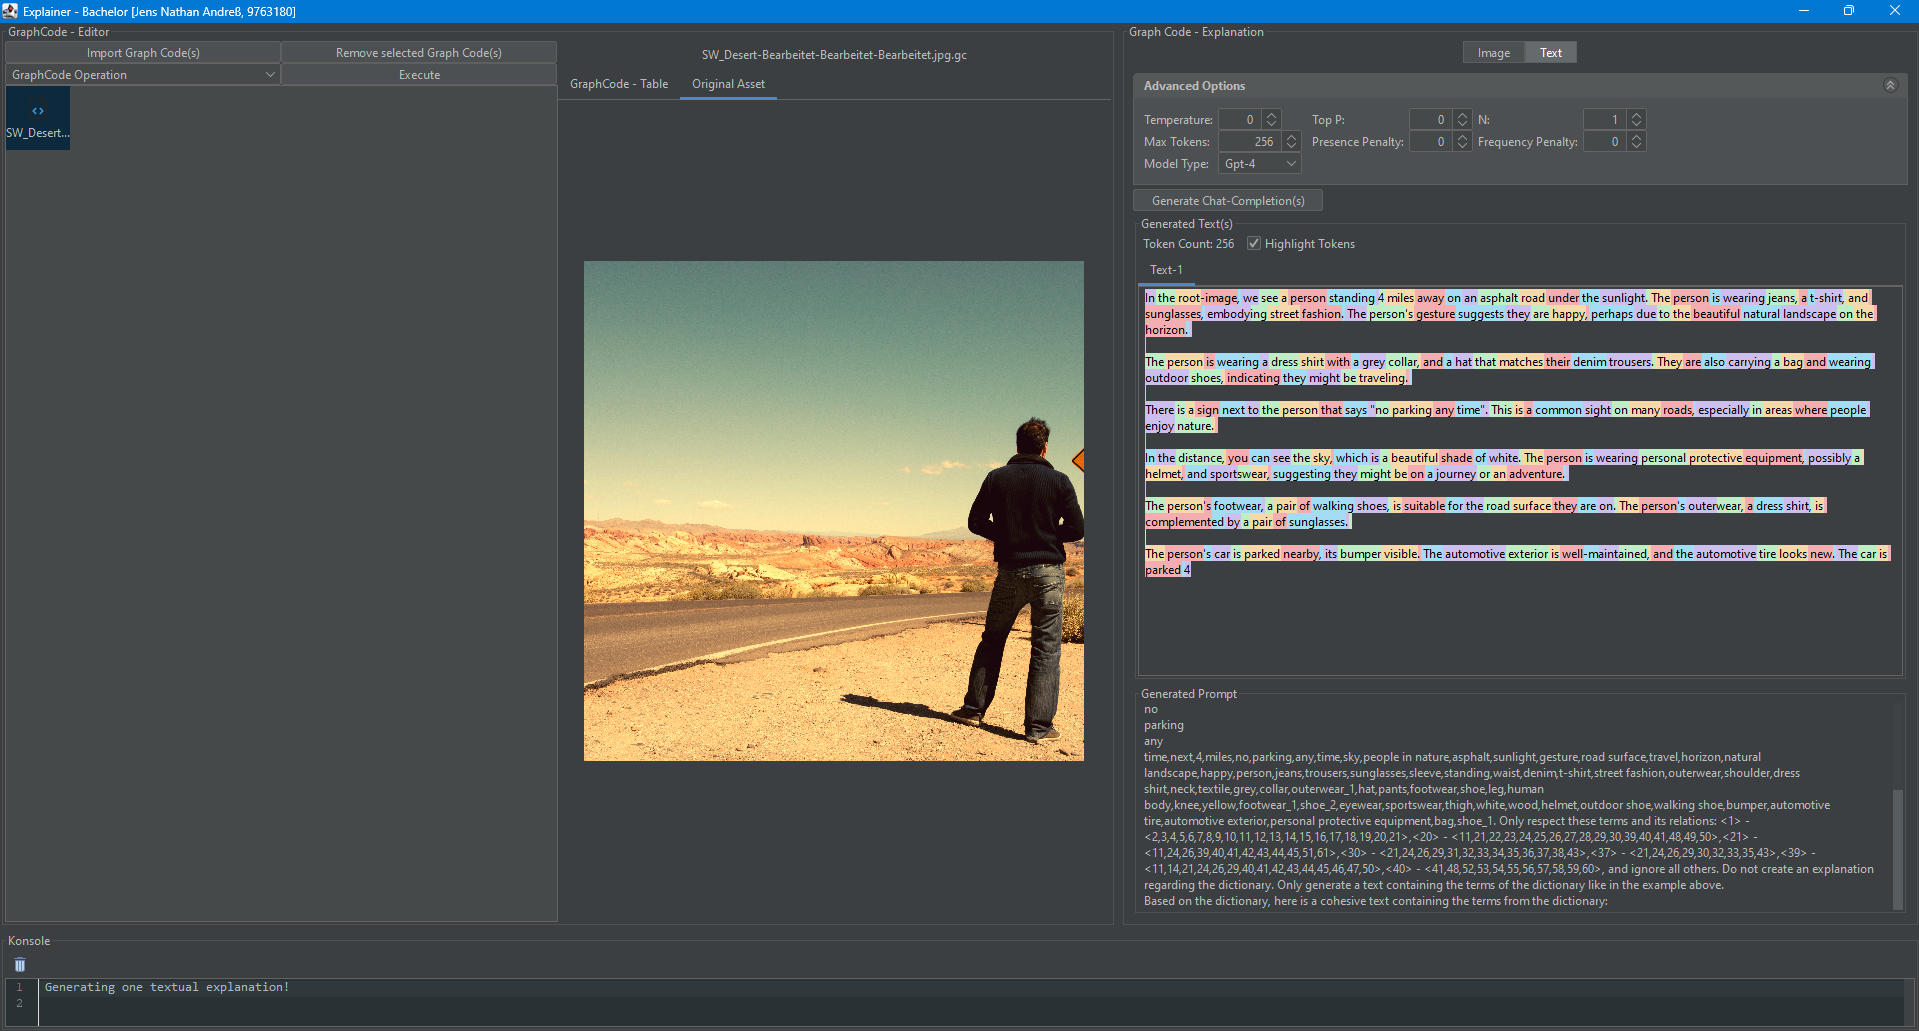 Explainer - Bachelor [Jens Nathan Andreß, 9763180]
GraphCode - Editor
Import Graph Code(s)
Remove selected Graph Code(s)
GraphCode Operation
Execute
SW_Desert...
SW_Desert-Bearbeitet-Bearbeitet-Bearbeitet.jpg.gc
GraphCode - Table
Original Asset
Graph Code - Explanation
Image
Text
Advanced Options
Temperature: 0
Top P: 0
N: 1
Max Tokens: 256
Presence Penalty: 0
Frequency Penalty: 0
Model Type: Gpt-4
Generate Chat-Completion(s)
Generated Text(s)
Token Count: 256
Highlight Tokens
Text-1
In the root-image, we see a person standing 4 miles away on an asphalt road under the sunlight. The person is wearing jeans, a t-shirt, and
sunglasses, embodying street fashion. The person's gesture suggests they are happy, perhaps due to the beautiful natural landscape on the
horizon.
The person is wearing a dress shirt with a grey collar, and a hat that matches their denim trousers. They are also carrying a bag and wearing
outdoor shoes, indicating they might be traveling.
There is a sign next to the person that says "no parking any time". This is a common sight on many roads, especially in areas where people
enjoy nature.
In the distance, you can see the sky, which is a beautiful shade of white. The person is wearing personal protective equipment, possibly a
helmet, and sportswear, suggesting they might be on a journey or an adventure.
The person's footwear, a pair of walking shoes, is suitable for the road surface they are on. The person's outerwear, a dress shirt, is
complemented by a pair of sunglasses.
The person's car is parked nearby, its bumper visible. The automotive exterior is well-maintained, and the automotive tire looks new. The car is
parked 4
Generated Prompt
no
parking
any
time,next,4,miles,no,parking,any,time,sky,people in nature,asphalt,sunlight,gesture,road surface,travel,horizon,natural
landscape,happy,person,jeans,trousers,sunglasses,sleeve,standing,waist,denim,t-shirt,street fashion,outerwear,shoulder,dress
shirt,neck,textile,grey,collar,outerwear_1,hat,pants,footwear,shoe,leg,human
body,knee,yellow,footwear_1,shoe_2,eyewear,sportswear,thigh,white,wood,helmet,outdoor shoe,walking shoe,bumper,automotive
tire,automotive exterior,personal protective equipment,bag,shoe_1. Only respect these terms and its relations: <1> -
<2,3,4,5,6,7,8,9,10,11,12,13,14,15,16,17,18,19,20,21>,<20> - <11,21,22,23,24,25,26,27,28,29,30,39,40,41,48,49,50>,<21> -
<11,24,26,39,40,41,42,43,44,45,51,61>,<30> - <21,24,26,29,31,32,33,34,35,36,37,38,43>,<37> - <21,24,26,29,30,32,33,35,43>,<39> -
<11,14,21,24,26,29,40,41,42,43,44,45,46,47,50>,<40> - <41,48,52,53,54,55,56,57,58,59,60>, and ignore all others. Do not create an explanation
regarding the dictionary. Only generate a text containing the terms of the dictionary like in the example above.
Based on the dictionary, here is a cohesive text containing the terms from the dictionary:
Konsole
1 Generating one textual explanation!
2